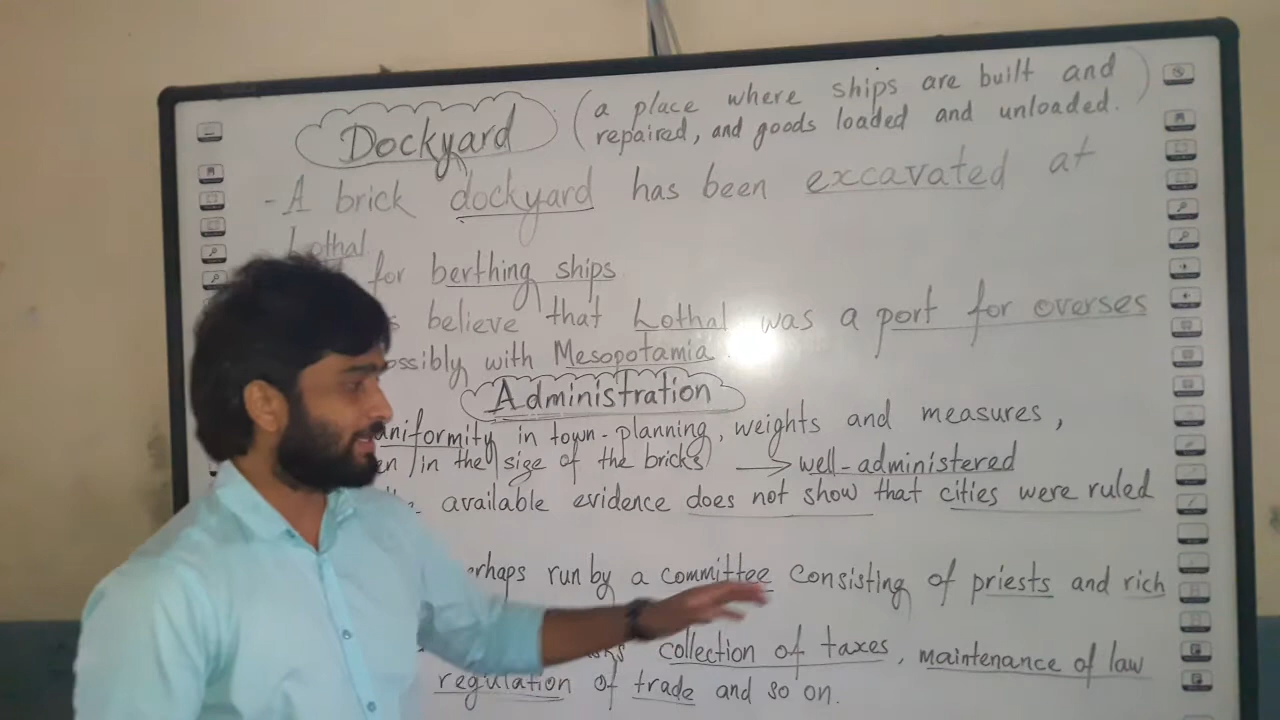 Dockyard (a place where ships are built and
repaired, and goods loaded and unloaded.)
- A brick dockyard has been excavated at
Lothal.
for berthing ships
believe that Lothal was a port for overses
with Mesopotamia.
Administration
uniformity in town-planning, weights and measures,
in the size of the bricks → well-administered
available evidence does not show that cities were ruled
run by a committee consisting of priests and rich
collection of taxes, maintenance of law
regulation of trade and so on.